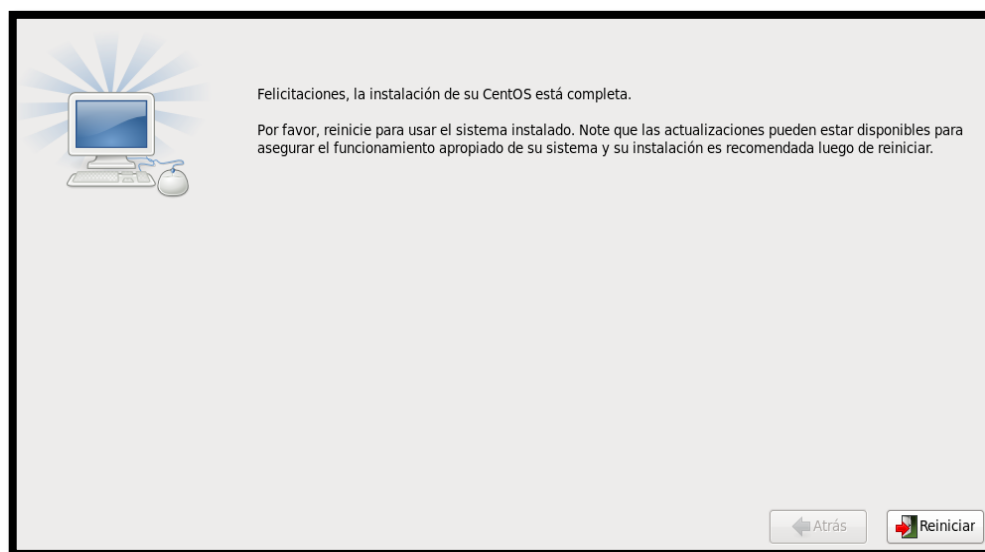 Felicitaciones, la instalación de su CentOS está completa.
Por favor, reinicie para usar el sistema instalado. Note que las actualizaciones pueden estar disponibles para
asegurar el funcionamiento apropiado de su sistema y su instalación es recomendada luego de reiniciar.
Atrás
Reiniciar